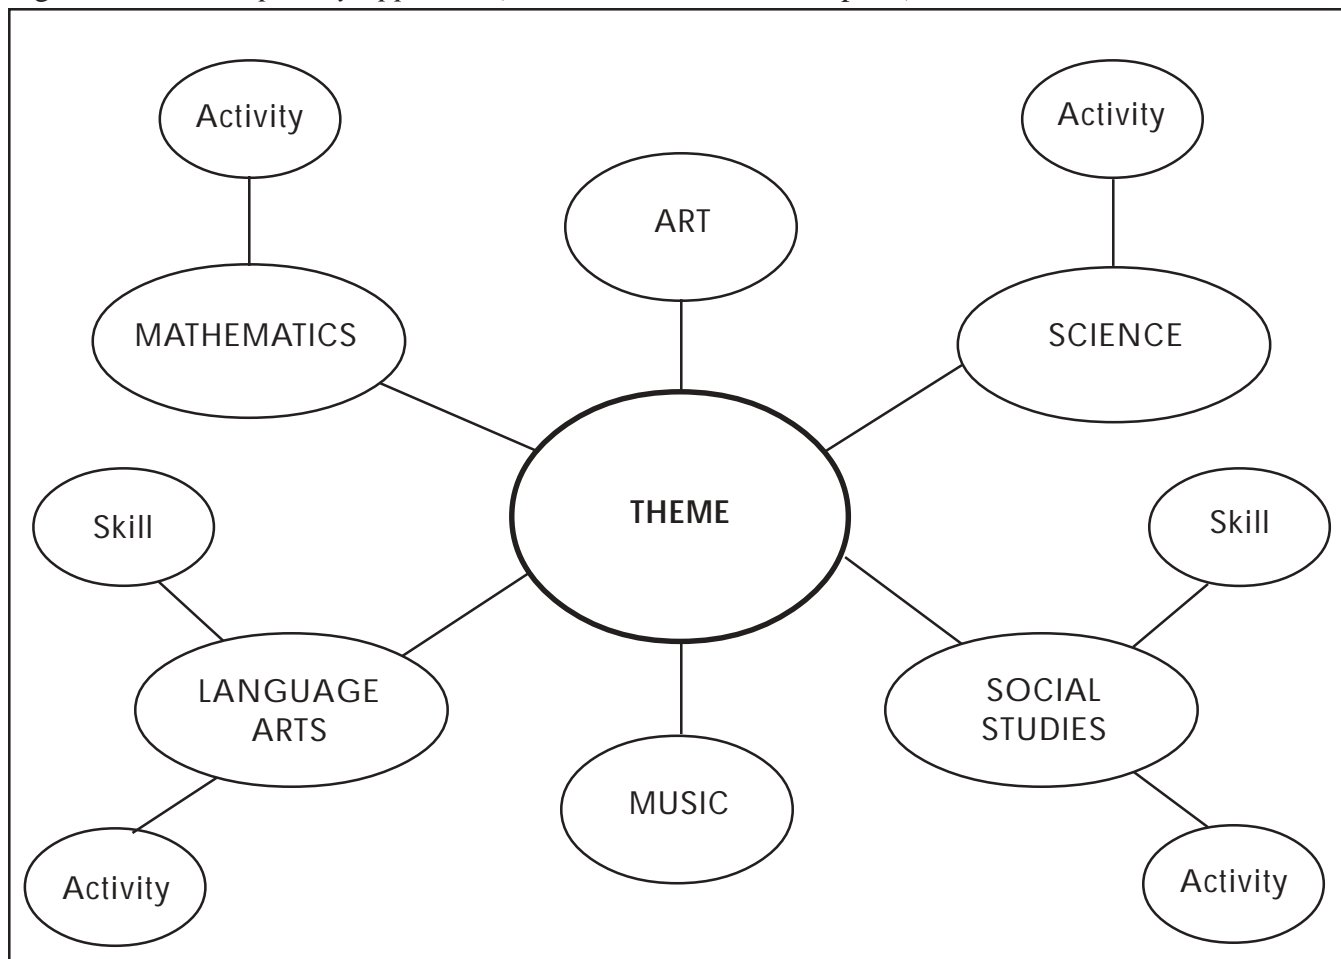 Activity
Activity
ART
MATHEMATICS
SCIENCE
THEME
Skill
Skill
LANGUAGE
ARTS
SOCIAL
STUDIES
MUSIC
Activity
Activity